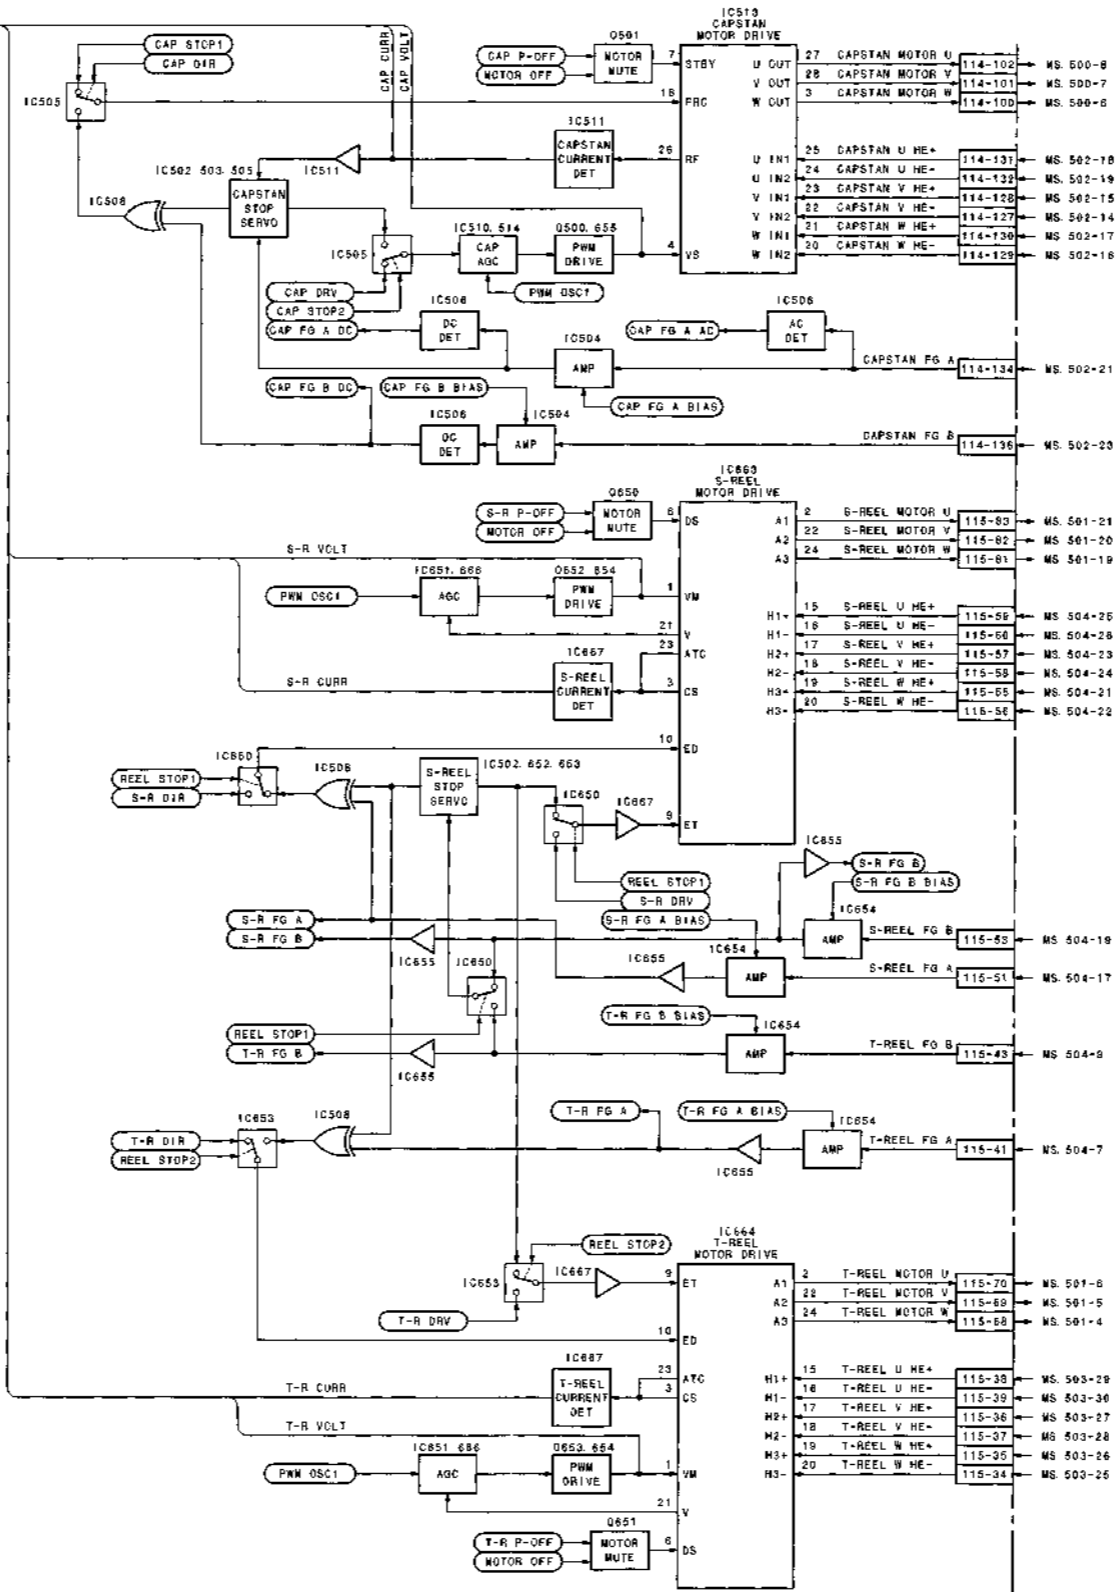 IC513
CAPSTAN
MOTOR DRIVE
Q501
MOTOR
MUTE
CAP P-OFF
MOTOR OFF
7
STBY
CAP STOP1
CAP DIR
CAP CURR
CAP VOLT
IC505
18
FRC
27 CAPSTAN MOTOR U
U OUT
114-102
MS. 500-8
28 CAPSTAN MOTOR V
V OUT
114-101
MS. 500-7
3 CAPSTAN MOTOR W
W OUT
114-100
MS. 500-6
IC511
CAPSTAN
CURRENT
DET
26
RF
IC511
25 CAPSTAN U HE+
U IN1
114-131
MS. 502-18
24 CAPSTAN U HE-
U IN2
114-132
MS. 502-19
23 CAPSTAN V HE+
V IN1
114-128
MS. 502-15
22 CAPSTAN V HE-
V IN2
114-127
MS. 502-14
21 CAPSTAN W HE+
W IN1
114-130
MS. 502-17
20 CAPSTAN W HE-
W IN2
114-129
MS. 502-16
IC502. 503. 505
CAPSTAN
STOP
SERVO
IC508
IC505
IC510. 514
CAP
AGC
Q500. 655
PWM
DRIVE
4
VS
PWM OSC1
CAP DRV
CAP STOP2
CAP FG A DC
IC506
DC
DET
IC504
AMP
CAP FG A AC
IC506
AC
DET
CAPSTAN FG A
114-134
MS. 502-21
CAP FG A BIAS
CAP FG B DC
CAP FG B BIAS
IC506
DC
DET
IC504
AMP
CAPSTAN FG B
114-136
MS. 502-23
IC663
S-REEL
MOTOR DRIVE
Q650
MOTOR
MUTE
S-R P-OFF
MOTOR OFF
6
DS
2 S-REEL MOTOR U
A1
115-83
MS. 501-21
22 S-REEL MOTOR V
A2
115-82
MS. 501-20
24 S-REEL MOTOR W
A3
115-81
MS. 501-19
S-R VOLT
PWM OSC1
IC651. 666
AGC
Q652. 654
PWM
DRIVE
1
VM
21
V
23
ATC
3
CS
IC667
S-REEL
CURRENT
DET
S-R CURR
15 S-REEL U HE+
H1+
115-59
MS. 504-25
16 S-REEL U HE-
H1-
115-60
MS. 504-26
17 S-REEL V HE+
H2+
115-57
MS. 504-23
18 S-REEL V HE-
H2-
115-58
MS. 504-24
19 S-REEL W HE+
H3+
115-55
MS. 504-21
20 S-REEL W HE-
H3-
115-56
MS. 504-22
10
ED
IC650
REEL STOP1
S-R DIR
IC508
S-REEL
STOP
SERVO
IC502. 652. 653
IC650
IC667
9
ET
REEL STOP1
S-R DRV
IC655
S-R FG B
S-R FG B BIAS
S-R FG A BIAS
IC654
AMP
S-REEL FG B
115-53
MS. 504-19
S-R FG A
S-R FG B
IC655
IC650
IC655
IC654
AMP
S-REEL FG A
115-51
MS. 504-17
REEL STOP1
T-R FG B
IC655
T-R FG B BIAS
IC654
AMP
T-REEL FG B
115-43
MS. 504-9
T-R FG A
T-R FG A BIAS
IC654
AMP
IC655
T-REEL FG A
115-41
MS. 504-7
IC653
T-R DIR
REEL STOP2
IC508
IC664
T-REEL
MOTOR DRIVE
REEL STOP2
IC653
IC667
9
ET
T-R DRV
10
ED
2 T-REEL MOTOR U
A1
115-70
MS. 501-6
22 T-REEL MOTOR V
A2
115-69
MS. 501-5
24 T-REEL MOTOR W
A3
115-68
MS. 501-4
IC667
T-REEL
CURRENT
DET
23
ATC
3
CS
T-R CURR
T-R VOLT
15 T-REEL U HE+
H1+
115-38
MS. 503-29
16 T-REEL U HE-
H1-
115-39
MS. 503-30
17 T-REEL V HE+
H2+
115-36
MS. 503-27
18 T-REEL V HE-
H2-
115-37
MS. 503-28
19 T-REEL W HE+
H3+
115-35
MS. 503-26
20 T-REEL W HE-
H3-
115-34
MS. 503-25
PWM OSC1
IC651. 666
AGC
Q653. 654
PWM
DRIVE
1
VM
21
V
Q651
MOTOR
MUTE
T-R P-OFF
MOTOR OFF
6
DS